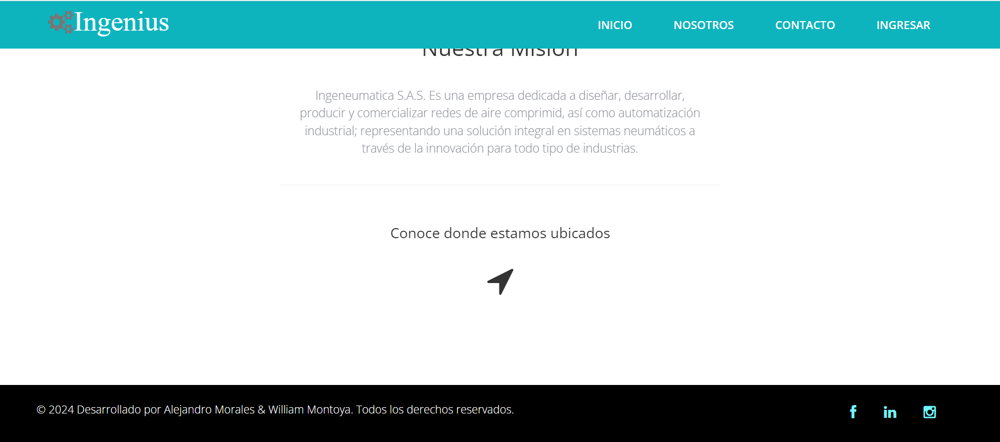 Ingenius
INICIO NOSOTROS CONTACTO INGRESAR
Nuestra Misión
Ingeneumatica S.A.S. Es una empresa dedicada a diseñar, desarrollar,
producir y comercializar redes de aire comprimid, así como automatización
industrial; representando una solución integral en sistemas neumáticos a
través de la innovación para todo tipo de industrias.
Conoce donde estamos ubicados
© 2024 Desarrollado por Alejandro Morales & William Montoya. Todos los derechos reservados.